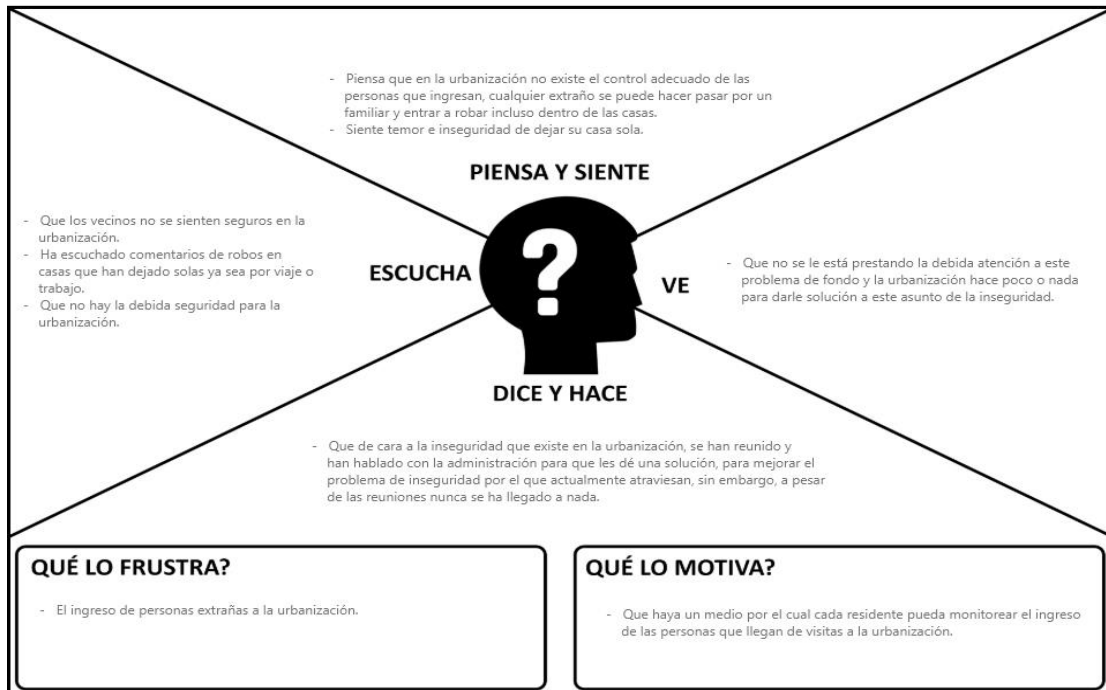 - Piensa que en la urbanización no existe el control adecuado de las
personas que ingresan, cualquier extraño se puede hacer pasar por un
familiar y entrar a robar incluso dentro de las casas.
- Siente temor e inseguridad de dejar su casa sola.
PIENSA Y SIENTE
- Que los vecinos no se sienten seguros en la
urbanización.
- Ha escuchado comentarios de robos en
casas que han dejado solas ya sea por viaje o
trabajo.
- Que no hay la debida seguridad para la
urbanización.
ESCUCHA
?
VE
- Que no se le está prestando la debida atención a este
problema de fondo y la urbanización hace poco o nada
para darle solución a este asunto de la inseguridad.
DICE Y HACE
- Que de cara a la inseguridad que existe en la urbanización, se han reunido y
han hablado con la administración para que les dé una solución, para mejorar el
problema de inseguridad por el que actualmente atraviesan, sin embargo, a pesar
de las reuniones nunca se ha llegado a nada.
QUÉ LO FRUSTRA?
- El ingreso de personas extrañas a la urbanización.
QUÉ LO MOTIVA?
- Que haya un medio por el cual cada residente pueda monitorear el ingreso
de las personas que llegan de visitas a la urbanización.